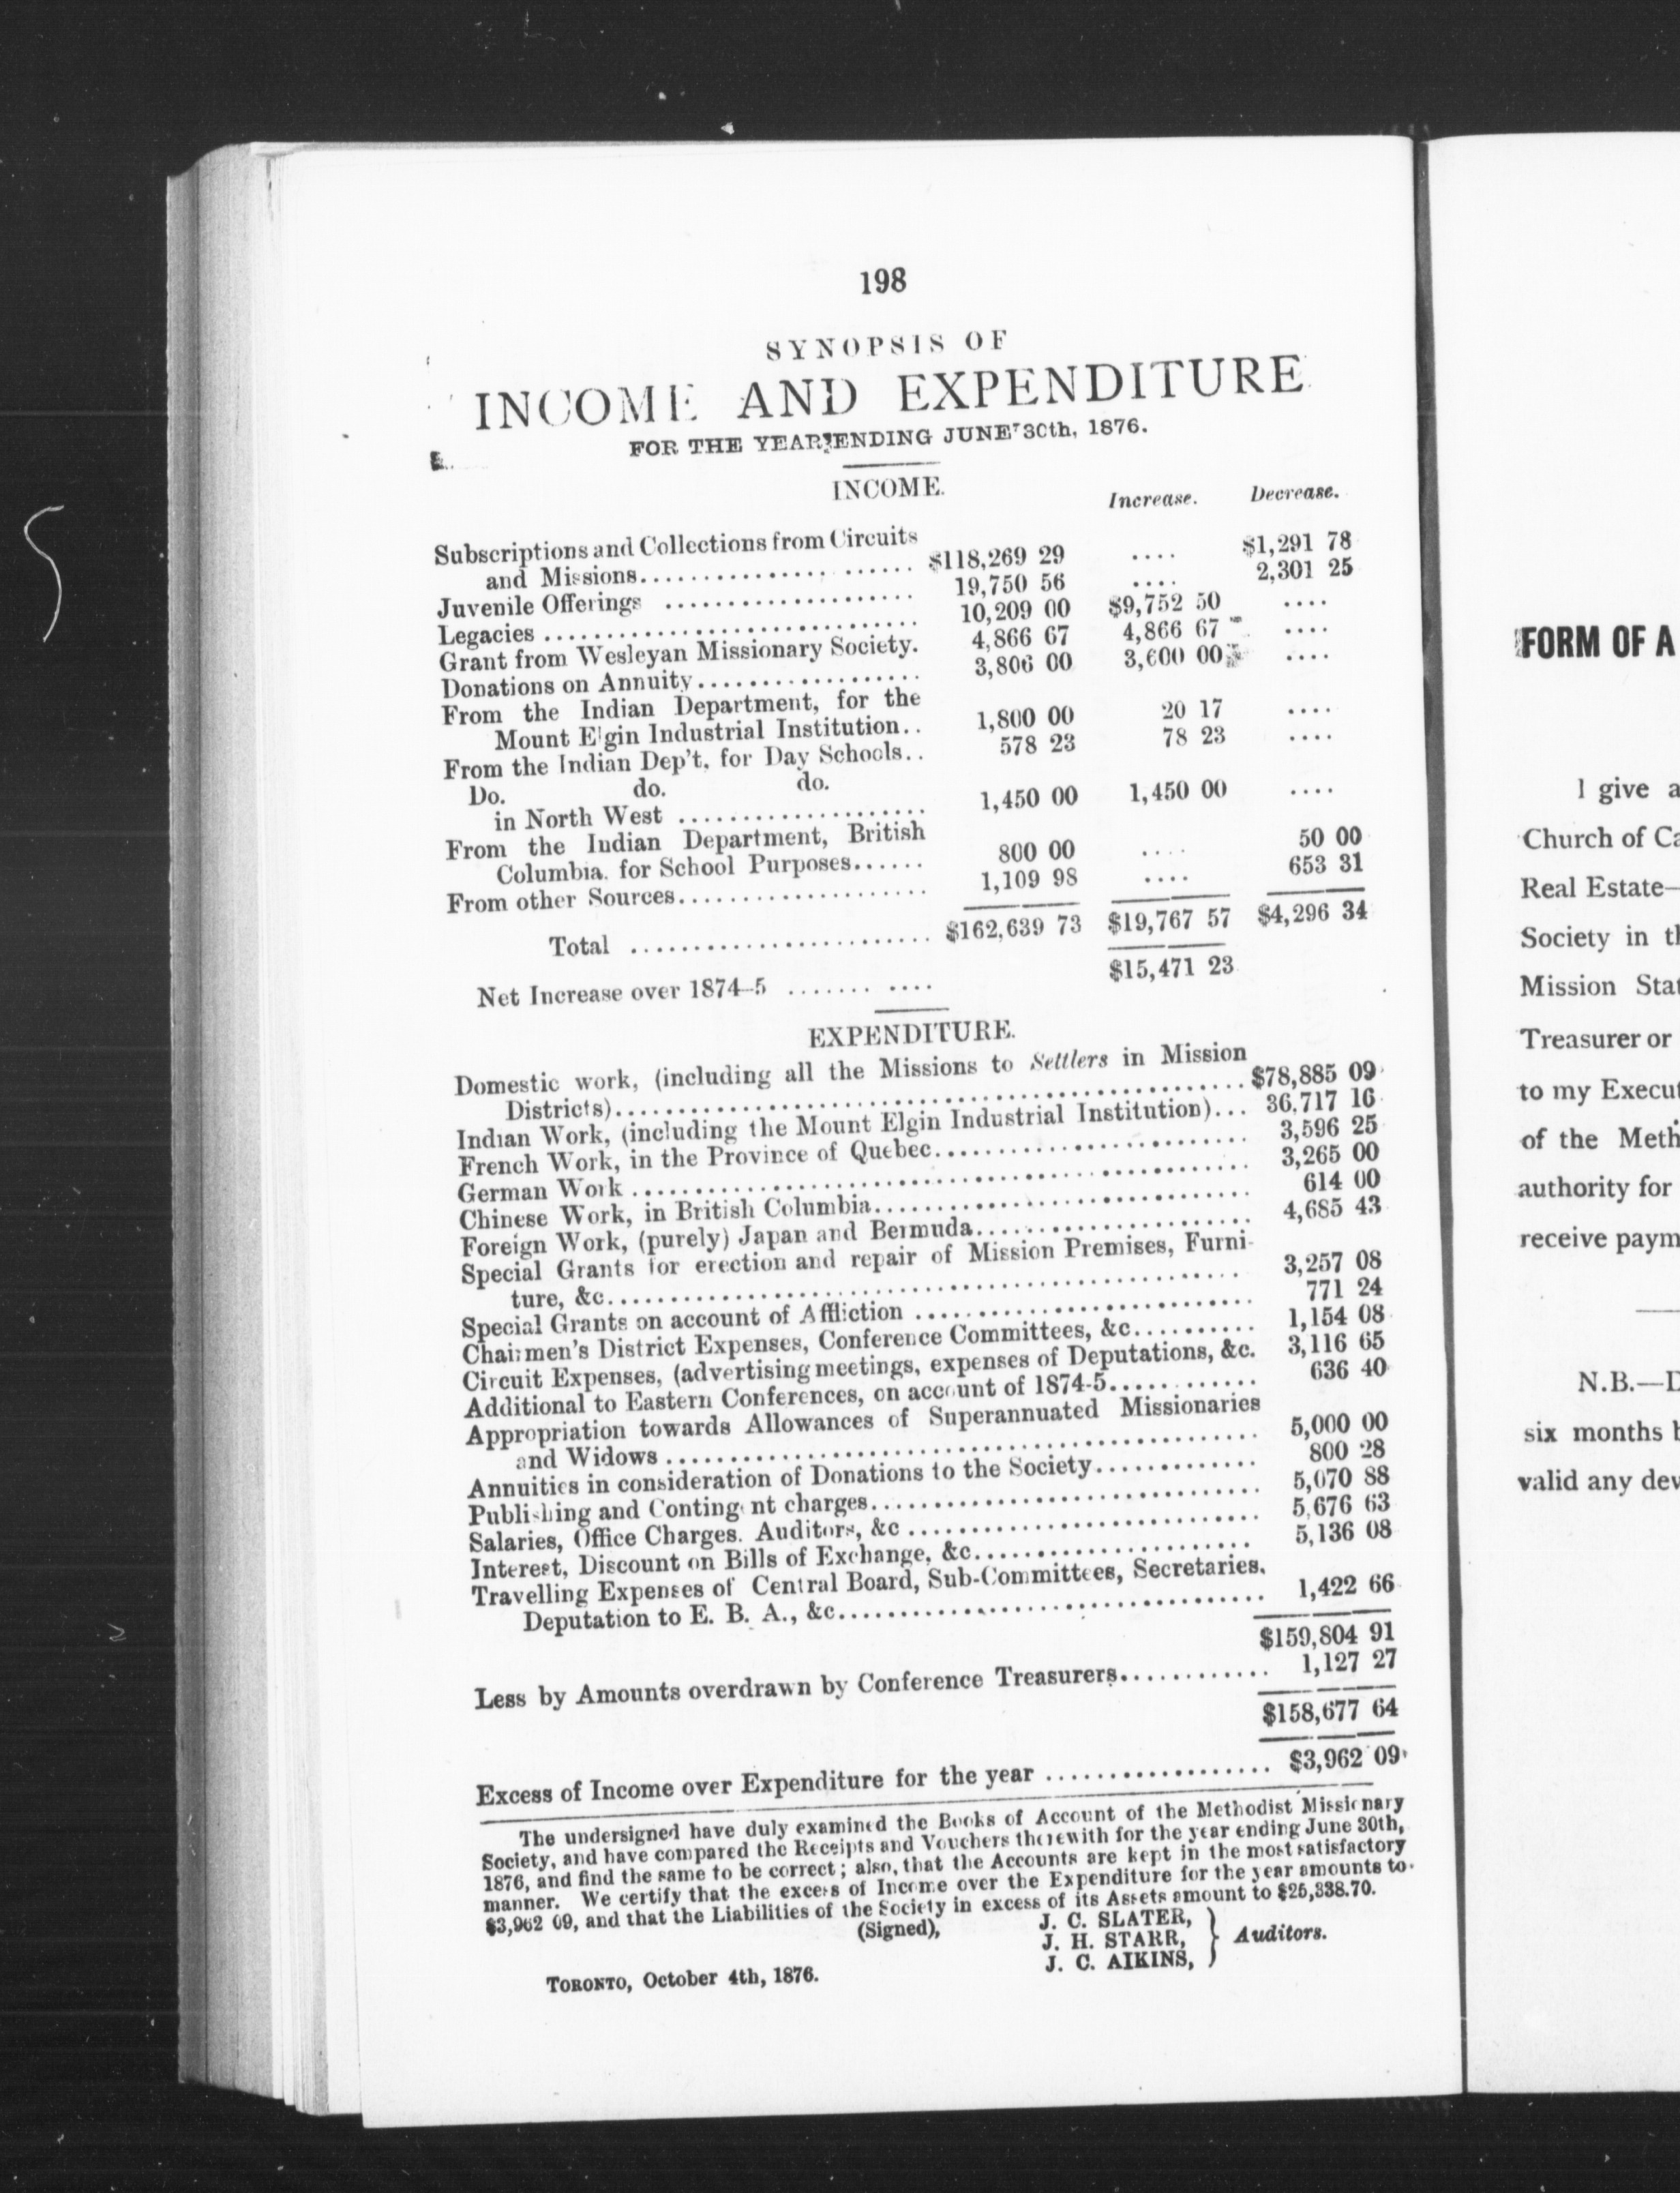 198
SYNOPSIS OF
INCOME AND EXPENDITURE
FOR THE YEAR ENDING JUNE 30th, 1876.
INCOME.
Increase. Decrease.
Subscriptions and Collections from Circuits
and Missions.................... $118,269 29 .... $1,291 78
Juvenile Offerings .................... 19,750 56 .... 2,301 25
Legacies .............................. 10,209 00 $9,752 50 ....
Grant from Wesleyan Missionary Society. 4,866 67 4,866 67 ....
Donations on Annuity.................. 3,806 00 3,600 00 ....
From the Indian Department, for the
Mount Elgin Industrial Institution.. 1,800 00 20 17 ....
From the Indian Dep't. for Day Schools.. 578 23 78 23 ....
Do. do. do.
in North West .................... 1,450 00 1,450 00 ....
From the Indian Department, British
Columbia. for School Purposes...... 800 00 .... 50 00
From other Sources.................... 1,109 98 .... 653 31
Total ........................ $162,639 73 $19,767 57 $4,296 34
Net Increase over 1874-5 ....... .... $15,471 23
EXPENDITURE.
Domestic work, (including all the Missions to Settlers in Mission
Districts)........................................ $78,885 09
Indian Work, (including the Mount Elgin Industrial Institution)... 36,717 16
French Work, in the Province of Quebec......................... 3,596 25
German Work .................................................. 3,265 00
Chinese Work, in British Columbia.............................. 614 00
Foreign Work, (purely) Japan and Bermuda...................... 4,685 43
Special Grants for erection and repair of Mission Premises, Furni-
ture, &c.................................................. 3,257 08
Special Grants on account of Affliction .......................... 771 24
Chairmen's District Expenses, Conference Committees, &c.......... 1,154 08
Circuit Expenses, (advertising meetings, expenses of Deputations, &c. 3,116 65
Additional to Eastern Conferences, on account of 1874-5............ 636 40
Appropriation towards Allowances of Superannuated Missionaries
and Widows .............................................. 5,000 00
Annuities in consideration of Donations to the Society............. 800 28
Publishing and Contingent charges.............................. 5,070 88
Salaries, Office Charges. Auditors, &c .......................... 5,676 63
Interest, Discount on Bills of Exchange, &c...................... 5,136 08
Travelling Expenses of Central Board, Sub-Committees, Secretaries.
Deputation to E. B. A., &c................................ 1,422 66
$159,804 91
Less by Amounts overdrawn by Conference Treasurers............ 1,127 27
$158,677 64
Excess of Income over Expenditure for the year .................. $3,962 09
The undersigned have duly examined the Books of Account of the Methodist Missionary
Society, and have compared the Receipts and Vouchers therewith for the year ending June 30th,
1876, and find the same to be correct; also, that the Accounts are kept in the most satisfactory
manner. We certify that the excess of Income over the Expenditure for the year amounts to
$3,962 09, and that the Liabilities of the Society in excess of its Assets amount to $25,338.70.
(Signed), J. C. SLATER,
J. H. STARR, } Auditors.
J. C. AIKINS,
TORONTO, October 4th, 1876.
FORM OF A
I give a
Church of Ca
Real Estate—
Society in th
Mission Stat
Treasurer or
to my Execut
of the Meth
authority for
receive paym
N.B.—D
six months b
valid any dev